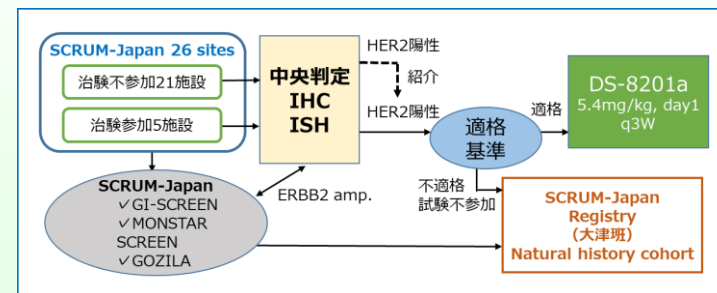 SCRUM-Japan 26 sites
治験不参加21施設
治験参加5施設
中央判定
IHC
ISH
HER2陽性
紹介
HER2陽性
適格
基準
適格
DS-8201a
5.4mg/kg, day1
q3W
SCRUM-Japan
✓GI-SCREEN
✓MONSTAR
SCREEN
✓GOZILA
ERBB2 amp.
不適格
試験不参加
SCRUM-Japan
Registry
(大津班)
Natural history cohort